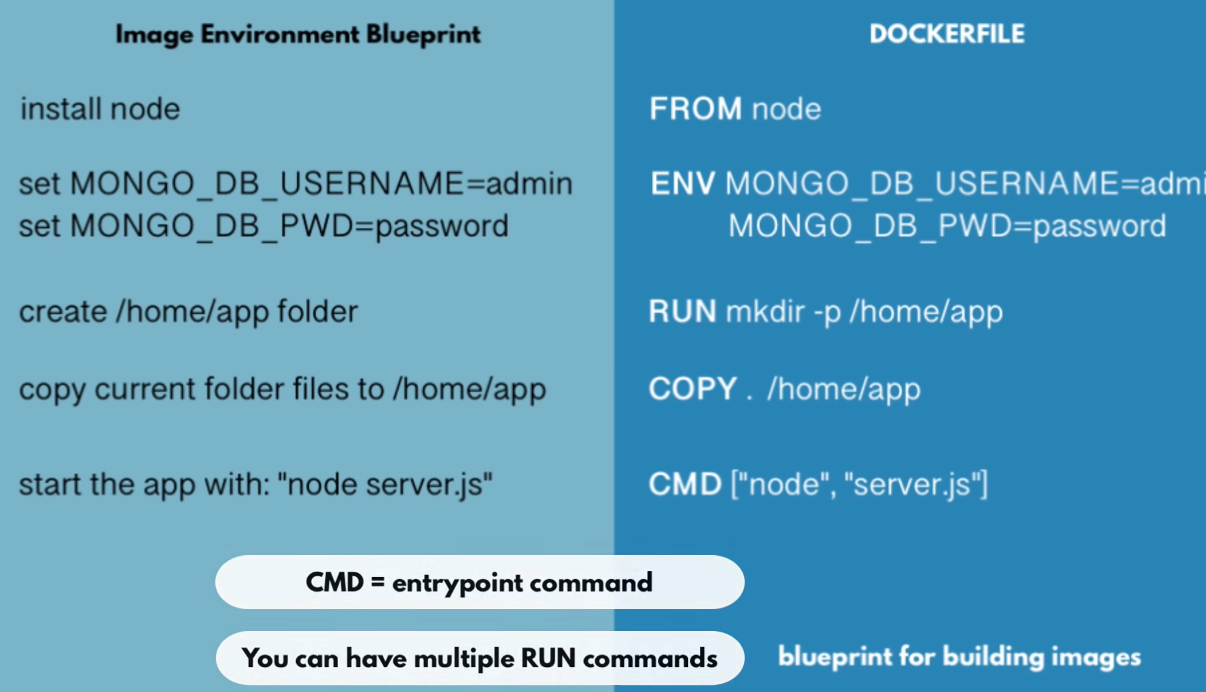 Image Environment Blueprint
install node
set MONGO_DB_USERNAME=admin
set MONGO_DB_PWD=password
create /home/app folder
copy current folder files to /home/app
start the app with: "node server.js"
DOCKERFILE
FROM node
ENV MONGO_DB_USERNAME=admi
MONGO_DB_PWD=password
RUN mkdir -p /home/app
COPY . /home/app
CMD ["node", "server.js"]
CMD = entrypoint command
You can have multiple RUN commands
blueprint for building images